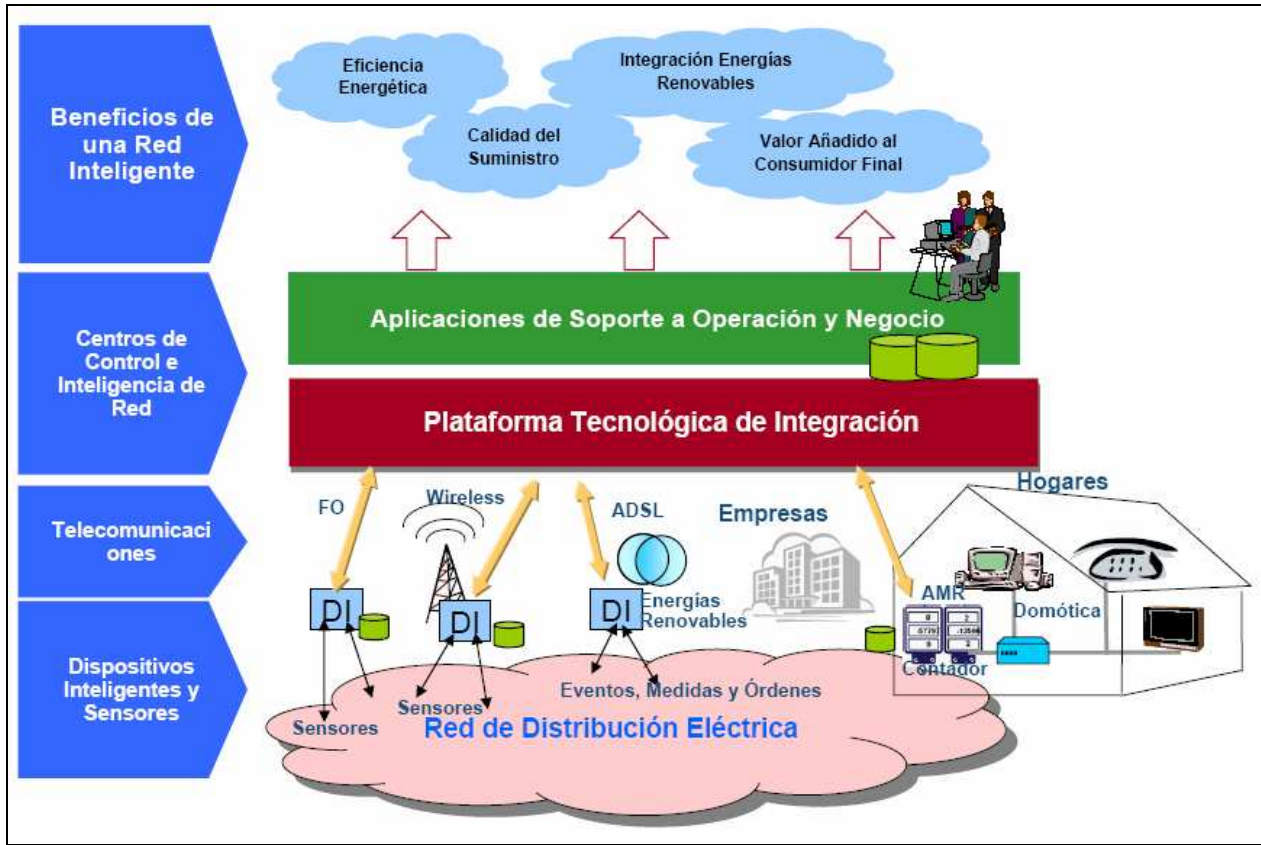 Beneficios de
una Red
Inteligente
Eficiencia
Energética
Integración Energías
Renovables
Calidad del
Suministro
Valor Añadido al
Consumidor Final
Centros de
Control e
Inteligencia de
Red
Aplicaciones de Soporte a Operación y Negocio
Plataforma Tecnológica de Integración
Telecomunicaci
ones
FO
Wireless
ADSL
Empresas
Hogares
Dispositivos
Inteligentes y
Sensores
DI
DI
DI
Energías
Renovables
AMR
Domótica
Contador
Sensores
Sensores
Eventos, Medidas y Órdenes
Red de Distribución Eléctrica